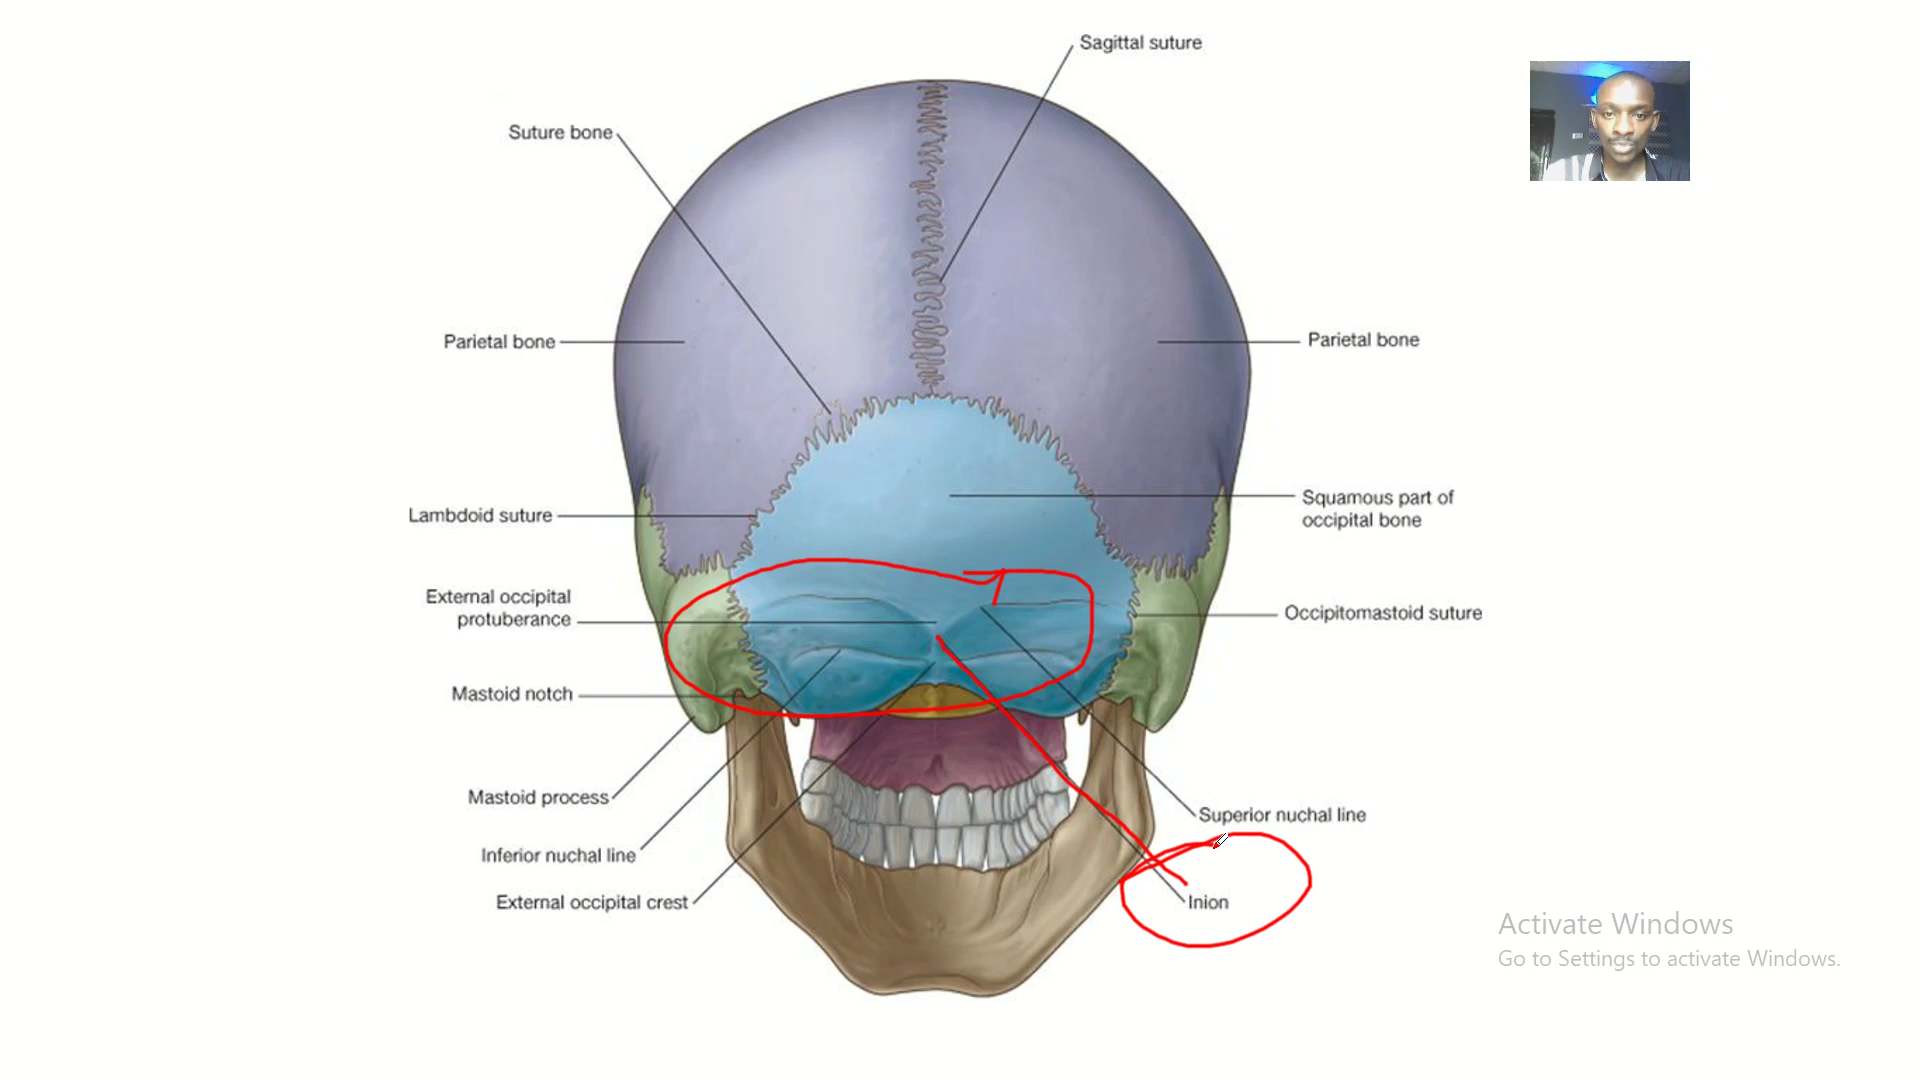 Sagittal suture
Suture bone
Parietal bone
Parietal bone
Squamous part of
occipital bone
Lambdoid suture
External occipital
protuberance
Occipitomastoid suture
Mastoid notch
Mastoid process
Superior nuchal line
Inferior nuchal line
External occipital crest
Inion
Activate Windows
Go to Settings to activate Windows.